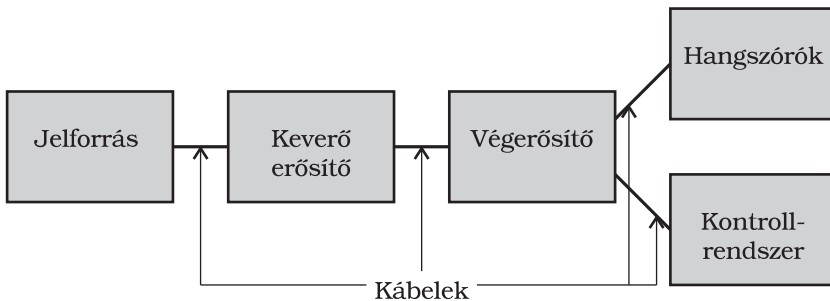 Jelforrás
Keverő
erősítő
Végerősítő
Hangszórók
Kontroll-
rendszer
Kábelek